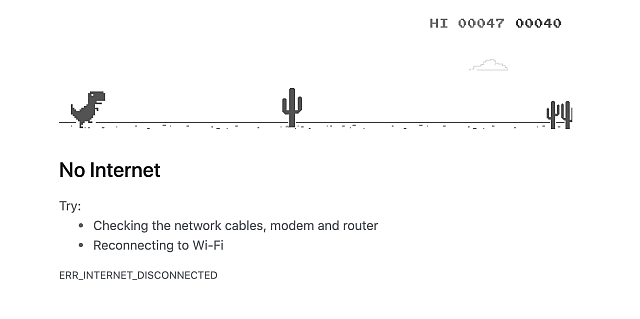 HI 00047 00040
No Internet
Try:
• Checking the network cables, modem and router
• Reconnecting to Wi-Fi
ERR_INTERNET_DISCONNECTED